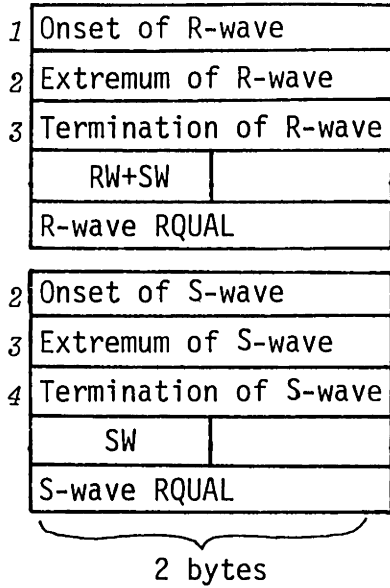 1 Onset of R-wave
2 Extremum of R-wave
3 Termination of R-wave
RW+SW
R-wave RQUAL
2 Onset of S-wave
3 Extremum of S-wave
4 Termination of S-wave
SW
S-wave RQUAL
2 bytes